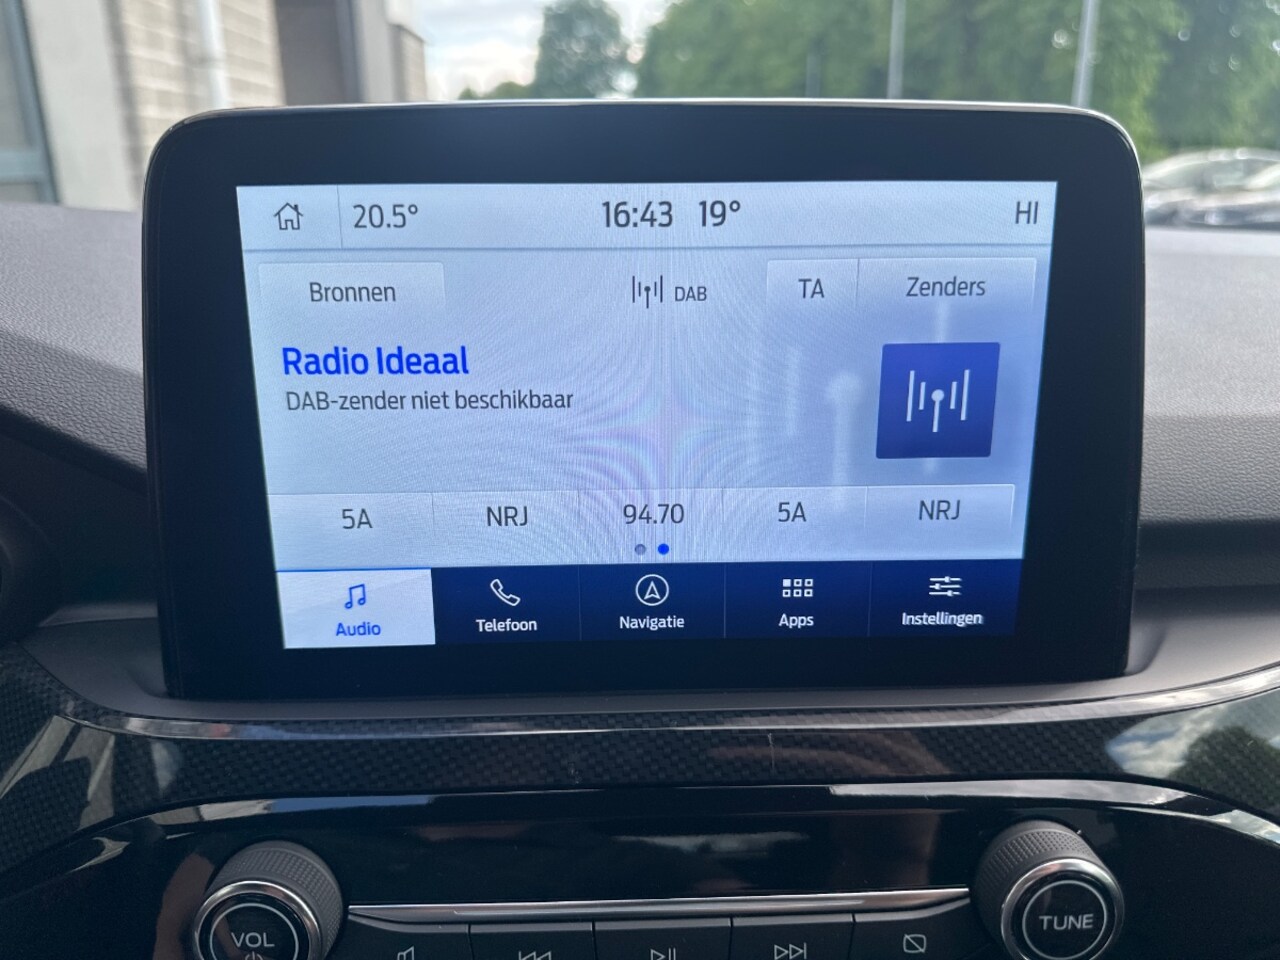 20.5° 16:43 19° HI
Bronnen DAB TA Zenders
Radio Ideaal
DAB-zender niet beschikbaar
5A NRJ 94.70 5A NRJ
Audio Telefoon Navigatie Apps Instellingen
VOL TUNE